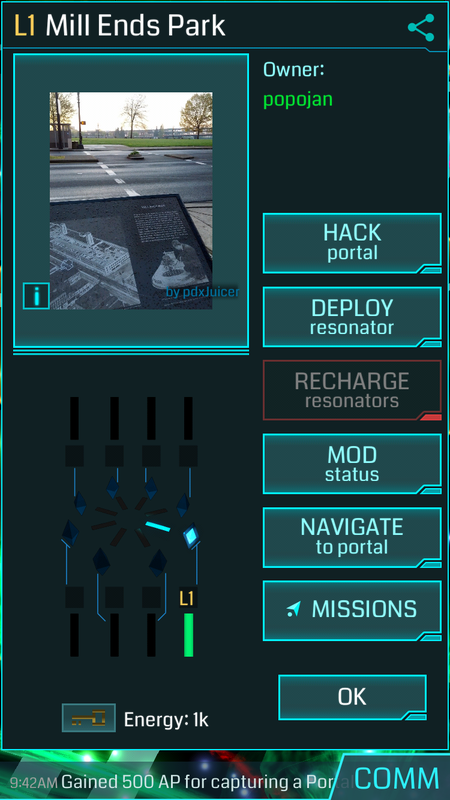 L1 Mill Ends Park
Owner:
popojan
i
by pdxJuicer
HACK
portal
DEPLOY
resonator
RECHARGE
resonators
MOD
status
NAVIGATE
to portal
MISSIONS
L1
OK
Energy: 1k
9:42AM Gained 500 AP for capturing a Portal
COMM